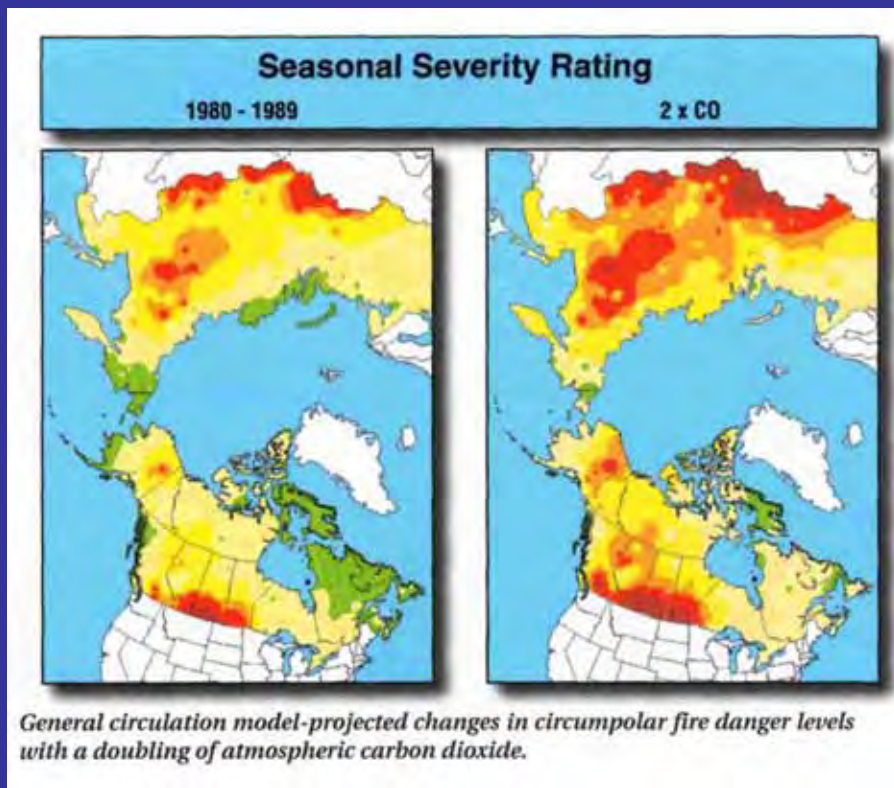 Seasonal Severity Rating
1980 - 1989
2 x CO
General circulation model-projected changes in circumpolar fire danger levels
with a doubling of atmospheric carbon dioxide.